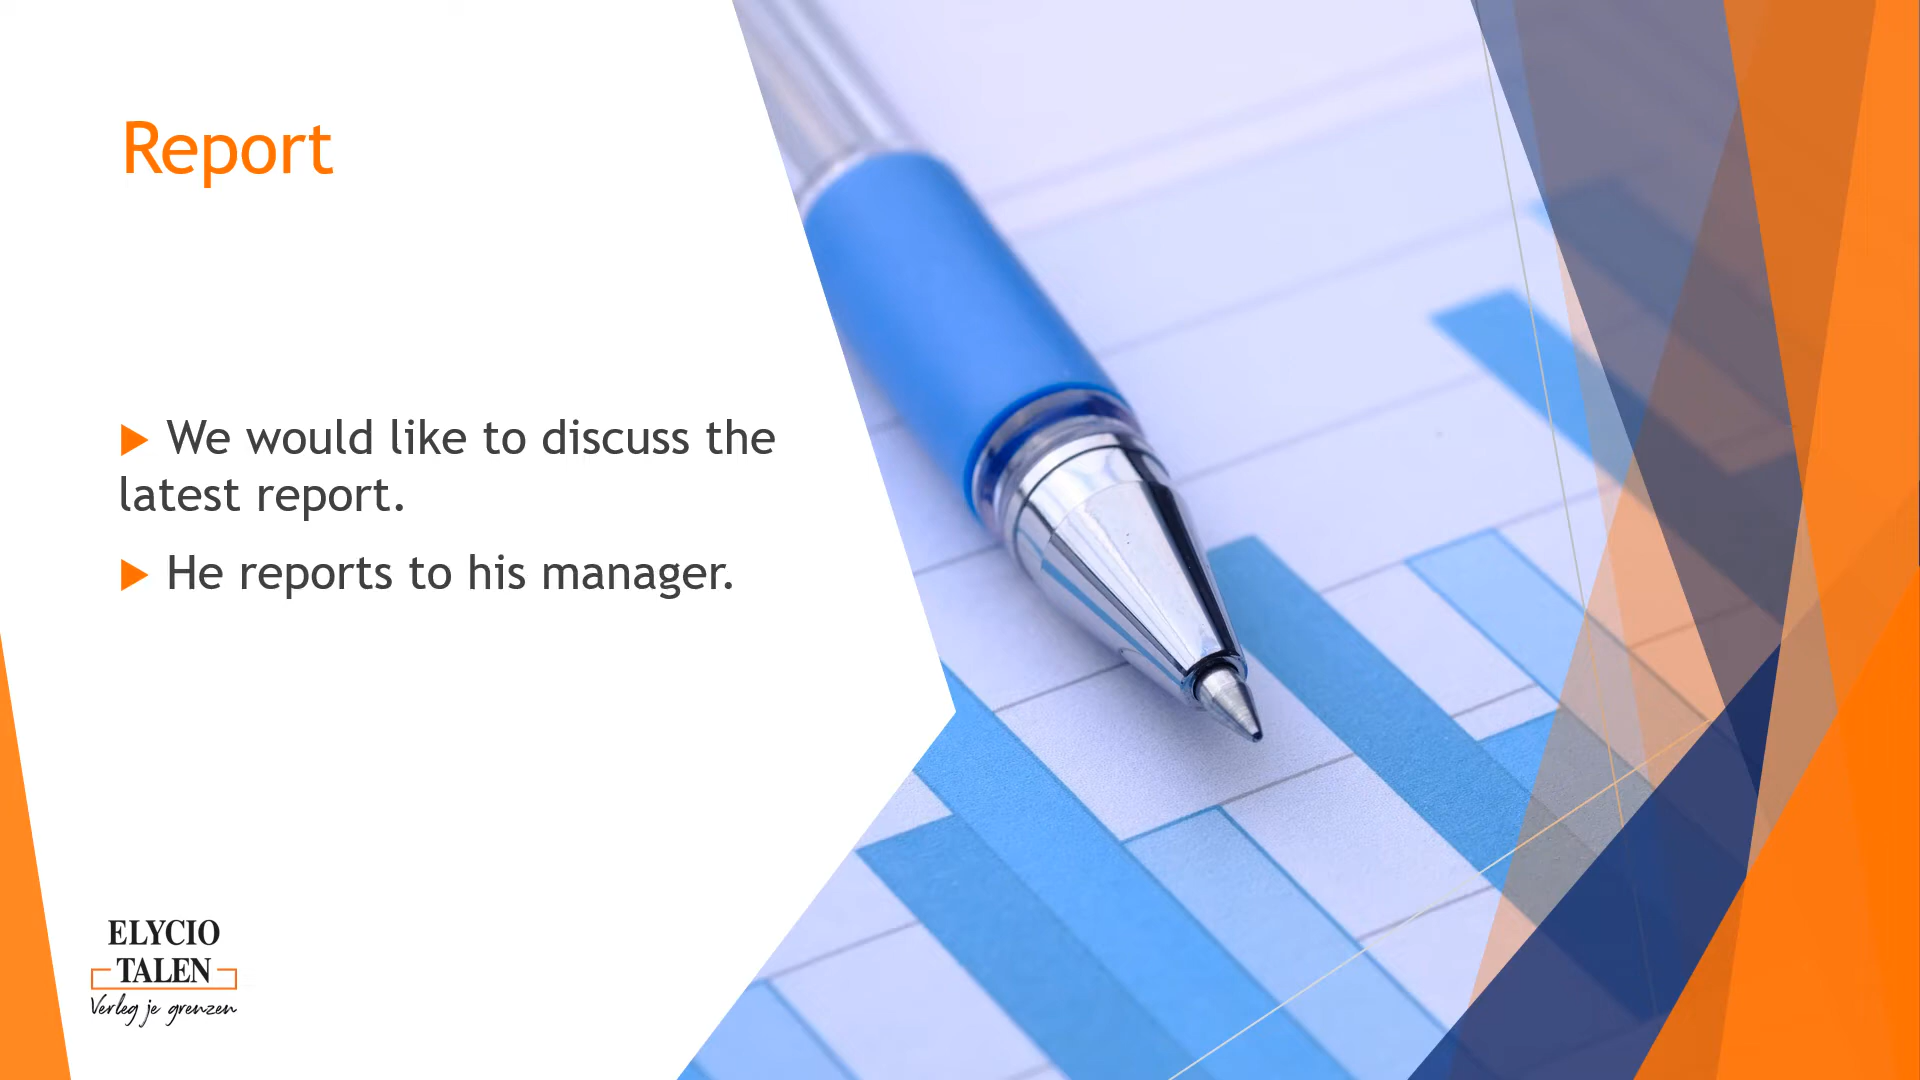 Report
We would like to discuss the
latest report.
He reports to his manager.
ELYCIO
TALEN
Verleg je grenzen